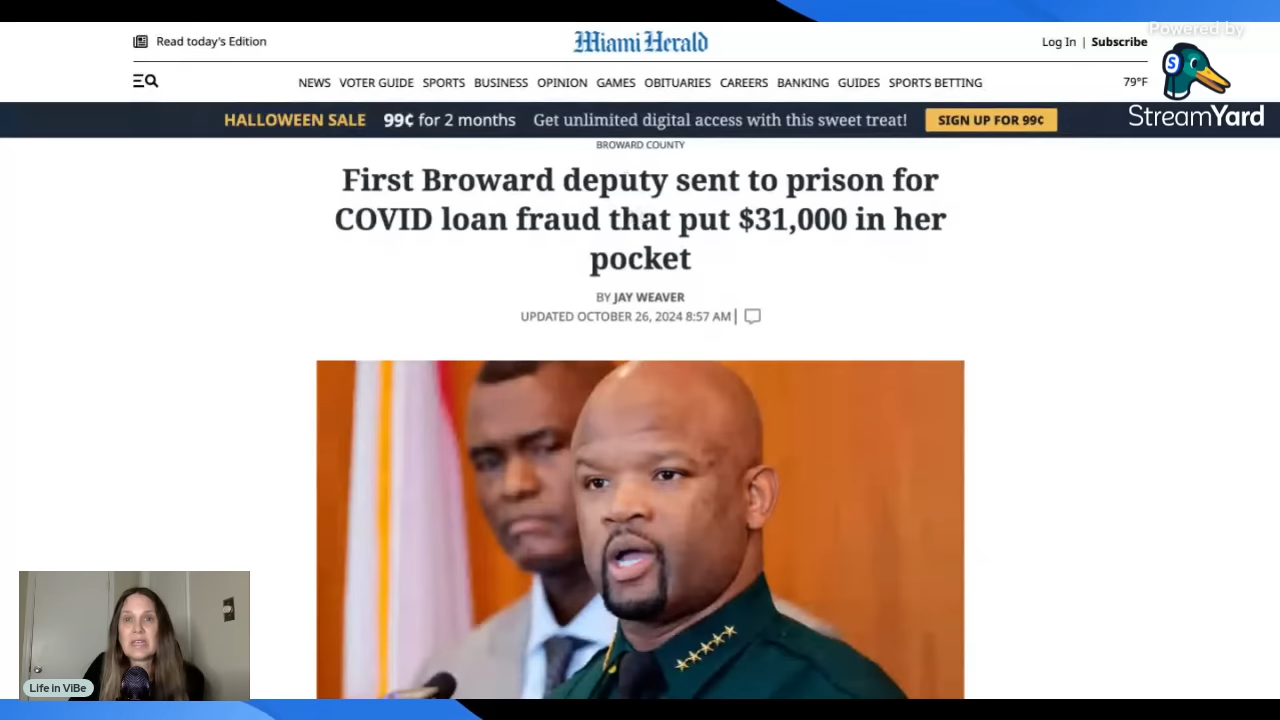 Powered by
Read today's Edition
Miami Herald
Log In | Subscribe
S
NEWS VOTER GUIDE SPORTS BUSINESS OPINION GAMES OBITUARIES CAREERS BANKING GUIDES SPORTS BETTING
79°F
StreamYard
HALLOWEEN SALE 99¢ for 2 months Get unlimited digital access with this sweet treat! SIGN UP FOR 99¢
BROWARD COUNTY
First Broward deputy sent to prison for
COVID loan fraud that put $31,000 in her
pocket
BY JAY WEAVER
UPDATED OCTOBER 26, 2024 8:57 AM
Life in VIBe